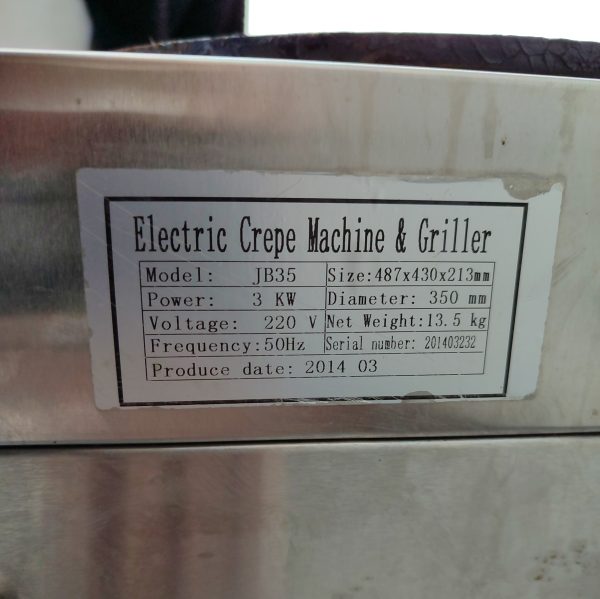 Electric Crepe Machine & Griller
Model: JB35 Size:487x430x213mm
Power: 3 KW Diameter: 350 mm
Voltage: 220 V Net Weight:13.5 kg
Frequency:50Hz Serial number: 201403232
Produce date: 2014 03